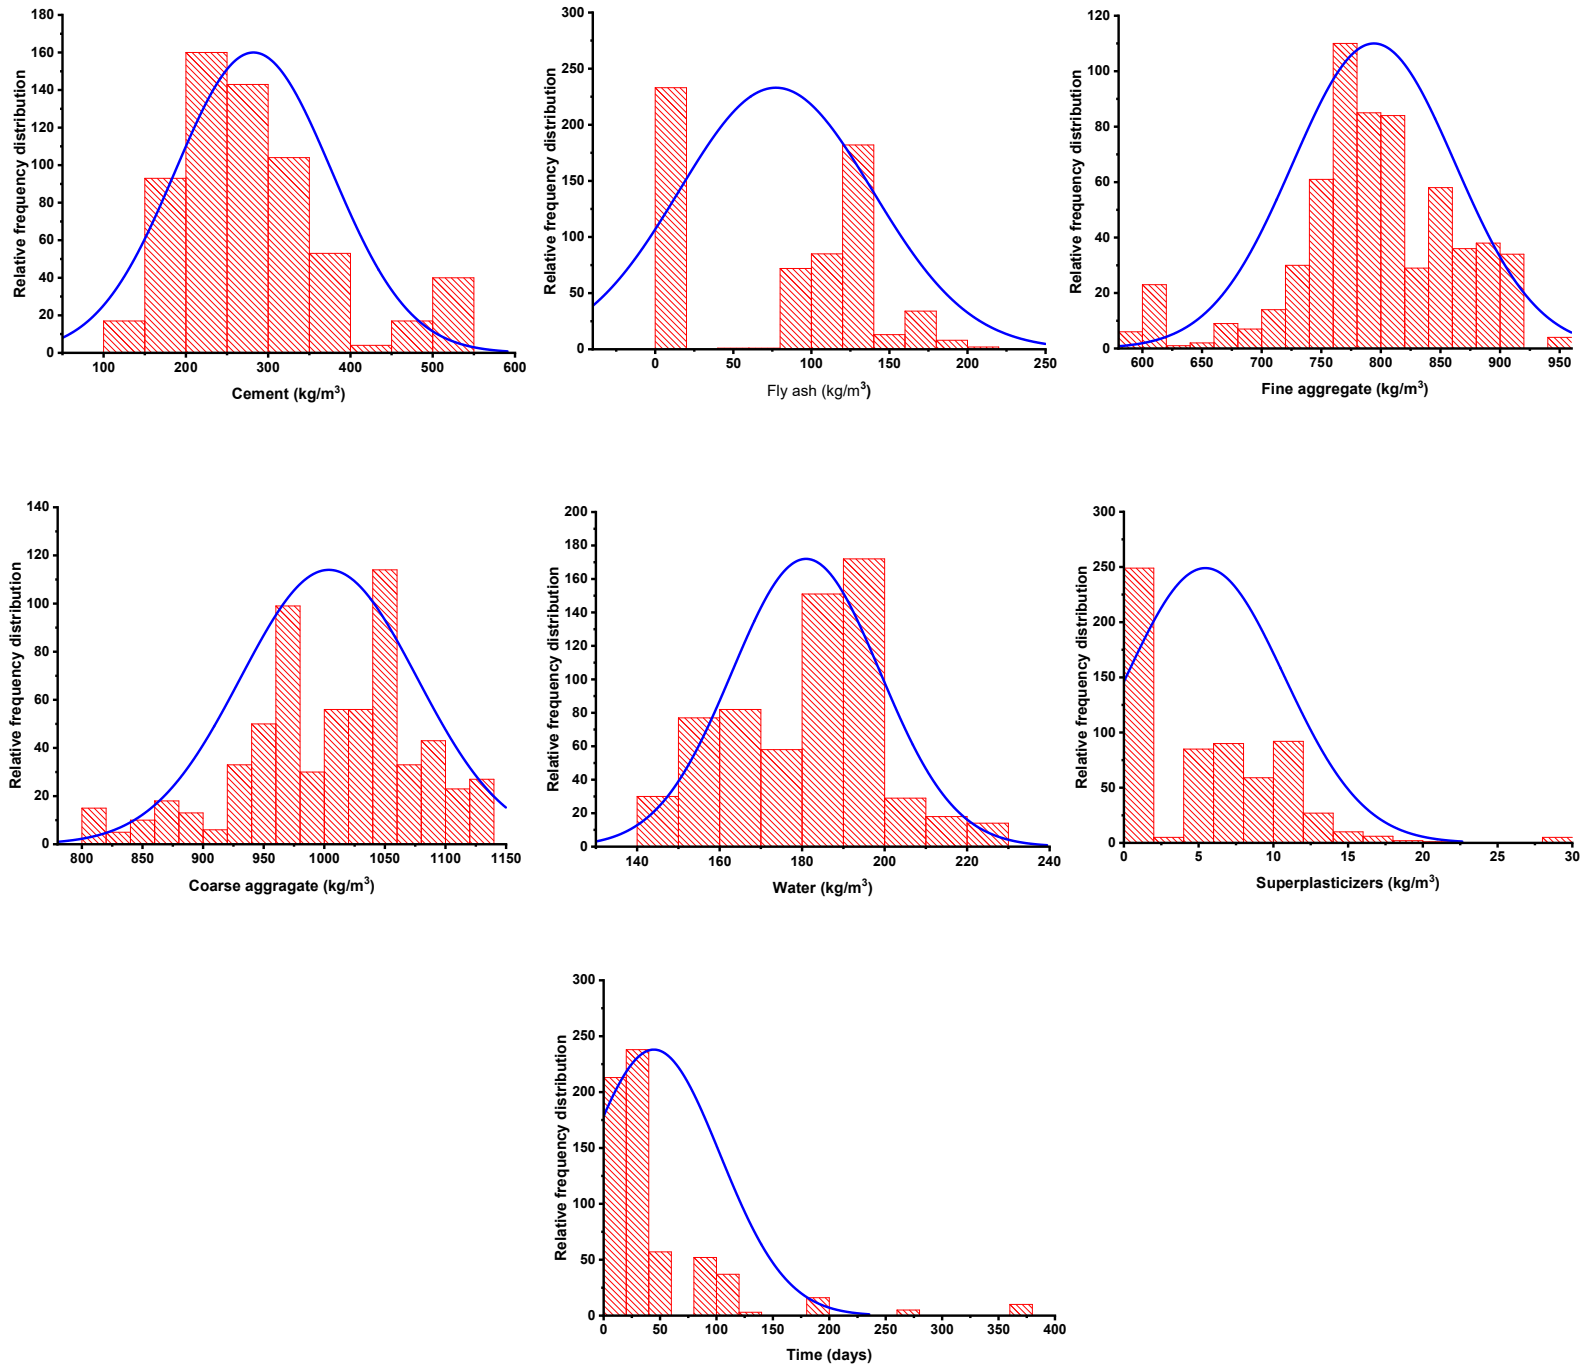 180
160
140
120
100
80
60
40
20
0
Relative frequency distribution
100 200 300 400 500 600
Cement (kg/m³)
300
250
200
150
100
50
0
Relative frequency distribution
0 50 100 150 200 250
Fly ash (kg/m³)
120
100
80
60
40
20
0
Relative frequency distribution
600 650 700 750 800 850 900 950
Fine aggregate (kg/m³)
140
120
100
80
60
40
20
0
Relative frequency distribution
800 850 900 950 1000 1050 1100 1150
Coarse aggragate (kg/m³)
200
180
160
140
120
100
80
60
40
20
0
Relative frequency distribution
140 160 180 200 220 240
Water (kg/m³)
300
250
200
150
100
50
0
Relative frequency distribution
0 5 10 15 20 25 30
Superplasticizers (kg/m³)
300
250
200
150
100
50
0
Relative frequency distribution
0 50 100 150 200 250 300 350 400
Time (days)